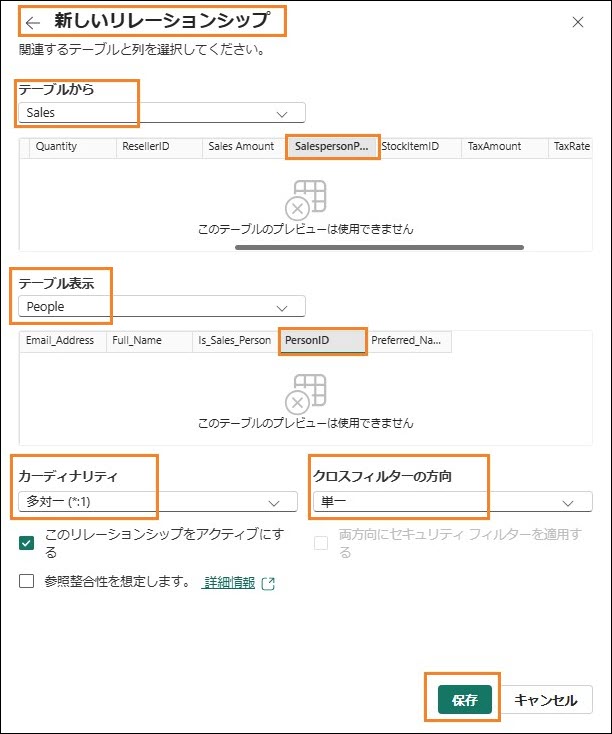 新しいリレーションシップ
関連するテーブルと列を選択してください。
テーブルから
Sales
Quantity ResellerID Sales Amount SalespersonP... StockItemID TaxAmount TaxRate
このテーブルのプレビューは使用できません
テーブル表示
People
Email_Address Full_Name Is_Sales_Person PersonID Preferred_Na...
このテーブルのプレビューは使用できません
カーディナリティ クロスフィルターの方向
多対一 (*:1) 単一
このリレーションシップをアクティブにす
る
両方向にセキュリティ フィルターを適用す
る
参照整合性を想定します。 詳細情報
保存 キャンセル